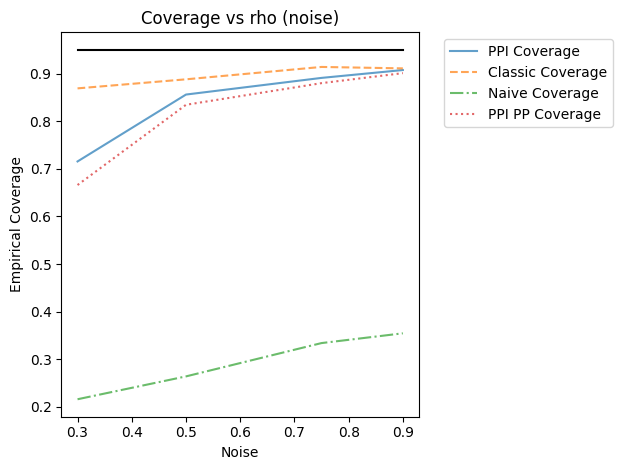 Coverage vs rho (noise)
PPI Coverage
Classic Coverage
Naive Coverage
PPI PP Coverage
Empirical Coverage
0.9
0.8
0.7
0.6
0.5
0.4
0.3
0.2
0.3 0.4 0.5 0.6 0.7 0.8 0.9
Noise